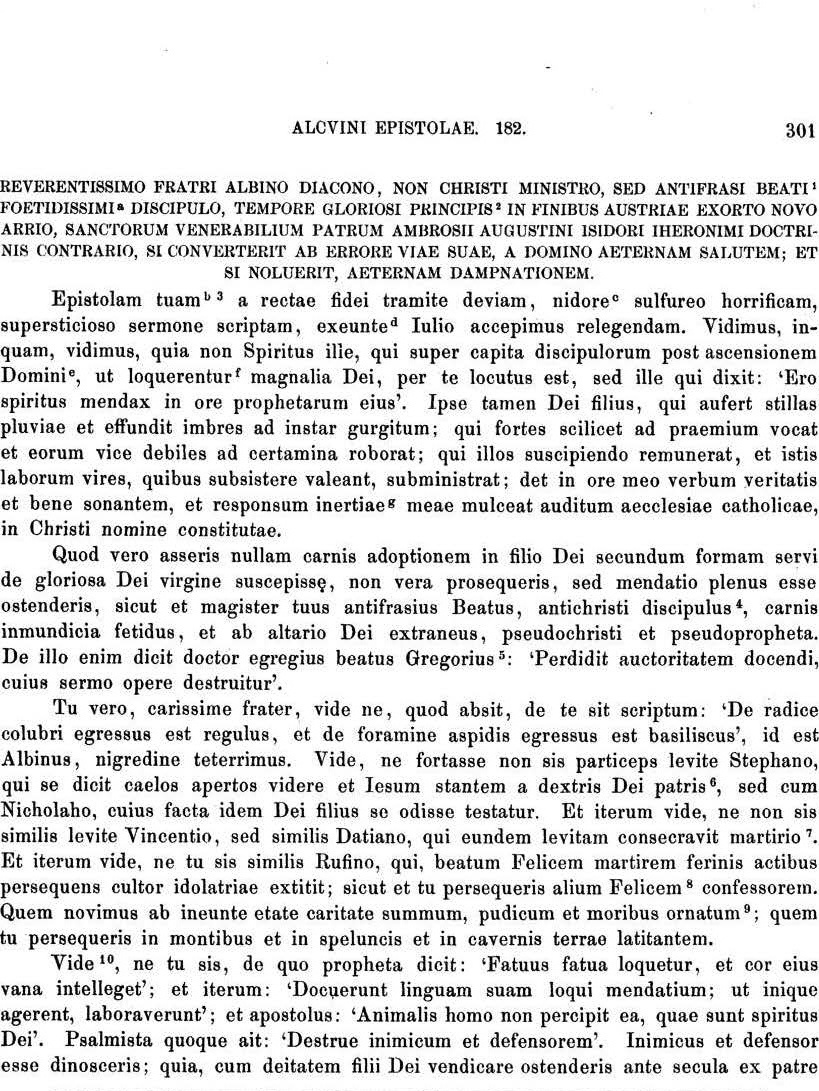 ALCVINI EPISTOLAE. 182. 301
REVERENTISSIMO FRATRI ALBINO DIACONO, NON CHRISTI MINISTRO, SED ANTIFRASI BEATI¹
FOETIDISSIMIᵃ DISCIPULO, TEMPORE GLORIOSI PRINCIPIS² IN FINIBUS AUSTRIAE EXORTO NOVO
ARRIO, SANCTORUM VENERABILIUM PATRUM AMBROSII AUGUSTINI ISIDORI IHERONIMI DOCTRI-
NIS CONTRARIO, SI CONVERTERIT AB ERRORE VIAE SUAE, A DOMINO AETERNAM SALUTEM; ET
SI NOLUERIT, AETERNAM DAMPNATIONEM.
Epistolam tuamᵇ ³ a rectae fidei tramite deviam, nidoreᶜ sulfureo horrificam,
supersticioso sermone scriptam, exeunteᵈ Iulio accepimus relegendam. Vidimus, in-
quam, vidimus, quia non Spiritus ille, qui super capita discipulorum post ascensionem
Dominiᵉ, ut loquerenturᶠ magnalia Dei, per te locutus est, sed ille qui dixit: ‘Ero
spiritus mendax in ore prophetarum eius’. Ipse tamen Dei filius, qui aufert stillas
pluviae et effundit imbres ad instar gurgitum; qui fortes scilicet ad praemium vocat
et eorum vice debiles ad certamina roborat; qui illos suscipiendo remunerat, et istis
laborum vires, quibus subsistere valeant, subministrat; det in ore meo verbum veritatis
et bene sonantem, et responsum inertiaeᵍ meae mulceat auditum aecclesiae catholicae,
in Christi nomine constitutae.
Quod vero asseris nullam carnis adoptionem in filio Dei secundum formam servi
de gloriosa Dei virgine suscepissę, non vera prosequeris, sed mendatio plenus esse
ostenderis, sicut et magister tuus antifrasius Beatus, antichristi discipulus⁴, carnis
inmundicia fetidus, et ab altario Dei extraneus, pseudochristi et pseudopropheta.
De illo enim dicit doctor egregius beatus Gregorius⁵: ‘Perdidit auctoritatem docendi,
cuius sermo opere destruitur’.
Tu vero, carissime frater, vide ne, quod absit, de te sit scriptum: ‘De radice
colubri egressus est regulus, et de foramine aspidis egressus est basiliscus’, id est
Albinus, nigredine teterrimus. Vide, ne fortasse non sis particeps levite Stephano,
qui se dicit caelos apertos videre et Iesum stantem a dextris Dei patris⁶, sed cum
Nicholaho, cuius facta idem Dei filius se odisse testatur. Et iterum vide, ne non sis
similis levite Vincentio, sed similis Datiano, qui eundem levitam consecravit martirio⁷.
Et iterum vide, ne tu sis similis Rufino, qui, beatum Felicem martirem ferinis actibus
persequens cultor idolatriae extitit; sicut et tu persequeris alium Felicem⁸ confessorem.
Quem novimus ab ineunte etate caritate summum, pudicum et moribus ornatum⁹; quem
tu persequeris in montibus et in speluncis et in cavernis terrae latitantem.
Vide¹⁰, ne tu sis, de quo propheta dicit: ‘Fatuus fatua loquetur, et cor eius
vana intelleget’; et iterum: ‘Docuerunt linguam suam loqui mendatium; ut inique
agerent, laboraverunt’; et apostolus: ‘Animalis homo non percipit ea, quae sunt spiritus
Dei’. Psalmista quoque ait: ‘Destrue inimicum et defensorem’. Inimicus et defensor
esse dinosceris; quia, cum deitatem filii Dei vendicare ostenderis ante secula ex patre